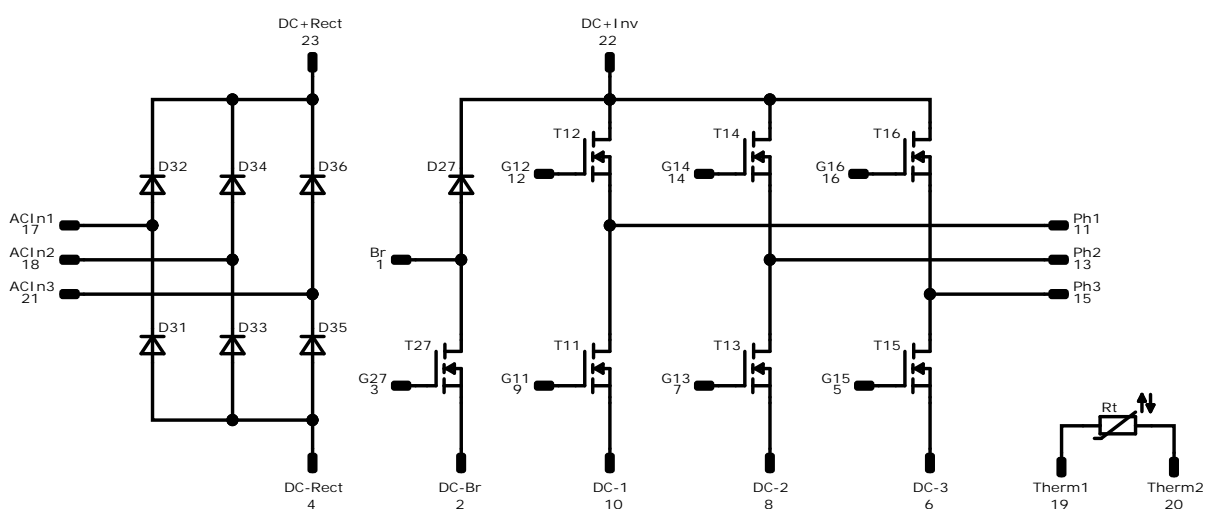 DC+Rect
23
DC+Inv
22
D32
D34
D36
D27
T12
T14
T16
G12
12
G14
14
G16
16
ACIn1
17
ACIn2
18
ACIn3
21
Br
1
Ph1
11
Ph2
13
Ph3
15
D31
D33
D35
T27
T11
T13
T15
G27
3
G11
9
G13
7
G15
5
Rt
DC-Rect
4
DC-Br
2
DC-1
10
DC-2
8
DC-3
6
Therm1
19
Therm2
20